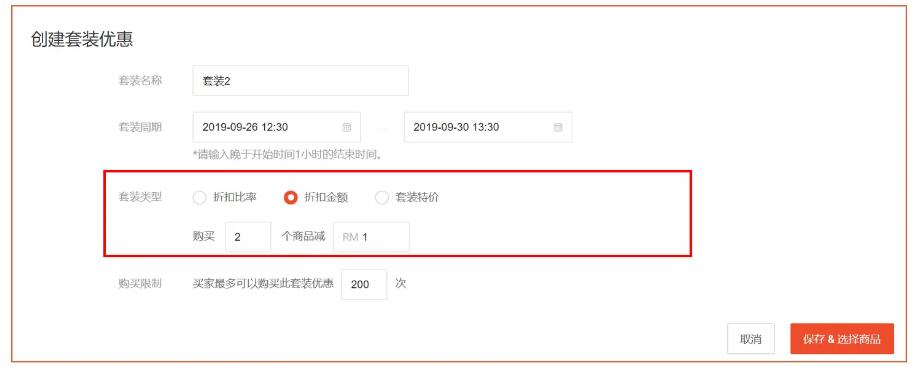 创建套装优惠
套装名称 套装2
套装周期 2019-09-26 12:30 — 2019-09-30 13:30
*请输入晚于开始时间1小时的结束时间。
套装类型 折扣比率 折扣金额 套装特价
购买 2 个商品减 RM 1
购买限制 买家最多可以购买此套装优惠 200 次
取消 保存 & 选择商品